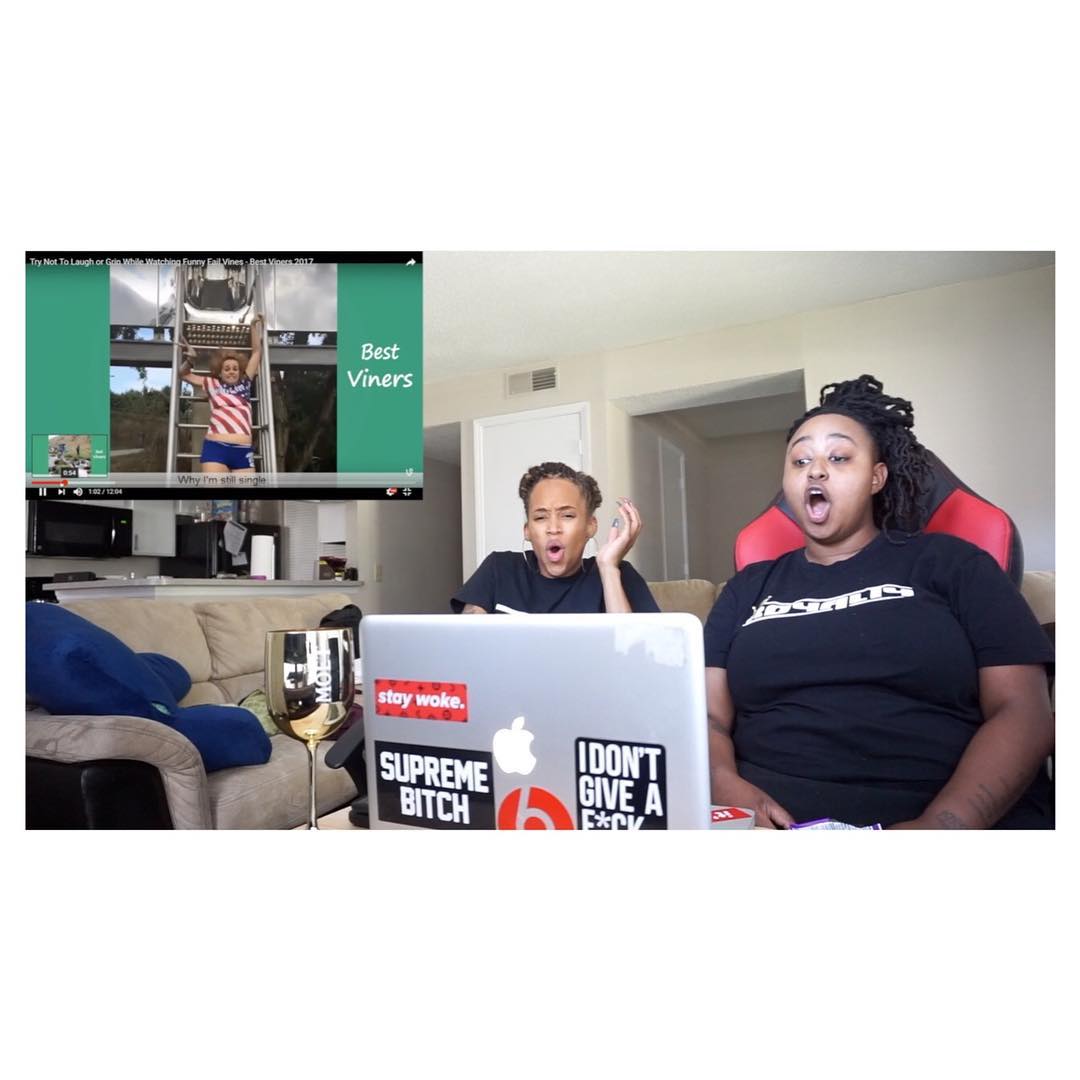 Try Not To Laugh or Grin While Watching Funny Fail Vines - Best Viners 2017
Best
Viners
0:54
Why I'm still single
1:02 / 12:04
ROYALTY
MOËT
stay woke.
SUPREME
BITCH
I DON'T
GIVE A
F*CK